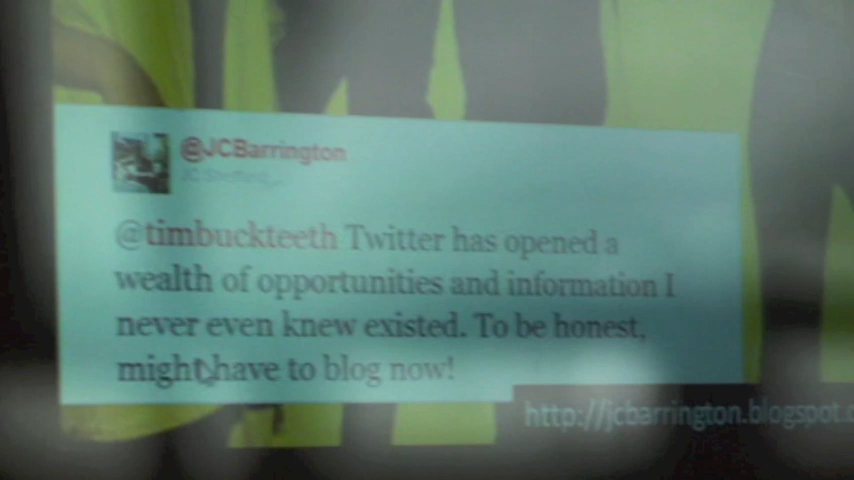 @JCBarrington
@timbuckteeth Twitter has opened a
wealth of opportunities and information I
never even knew existed. To be honest,
might have to blog now!
http://jcbarrington.blogspot.c